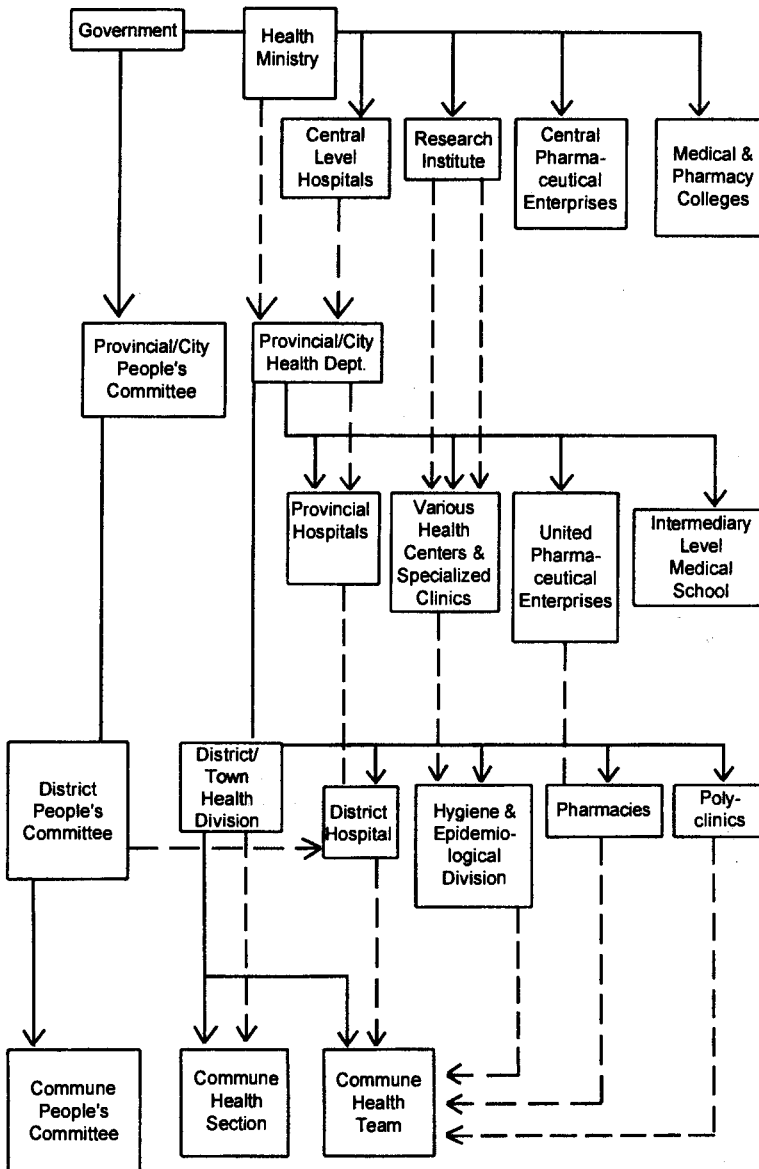 Government
Health
Ministry
Central
Level
Hospitals
Research
Institute
Central
Pharma-
ceutical
Enterprises
Medical &
Pharmacy
Colleges
Provincial/City
People's
Committee
Provincial/City
Health Dept.
Provincial
Hospitals
Various
Health
Centers &
Specialized
Clinics
United
Pharma-
ceutical
Enterprises
Intermediary
Level
Medical
School
District
People's
Committee
District/
Town
Health
Division
District
Hospital
Hygiene &
Epidemio-
logical
Division
Pharmacies
Poly-
clinics
Commune
People's
Committee
Commune
Health
Section
Commune
Health
Team